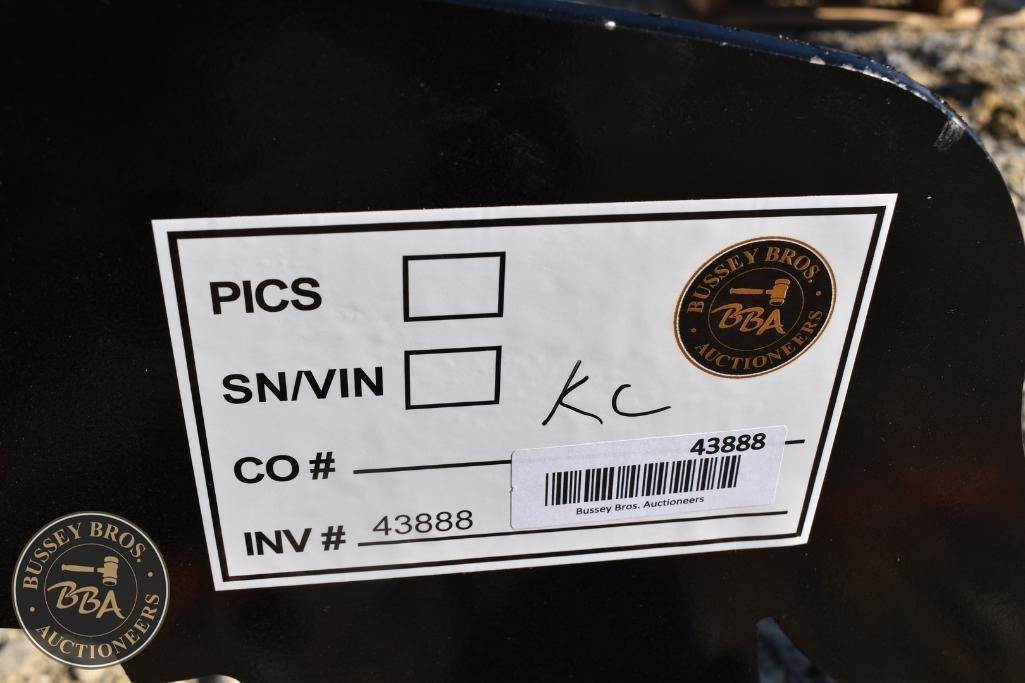 PICS
BUSSEY BROS.
BBA
AUCTIONEERS
SN/VIN
KC
CO #
43888
Bussey Bros. Auctioneers
INV # 43888
BUSSEY BROS.
BBA
AUCTIONEERS